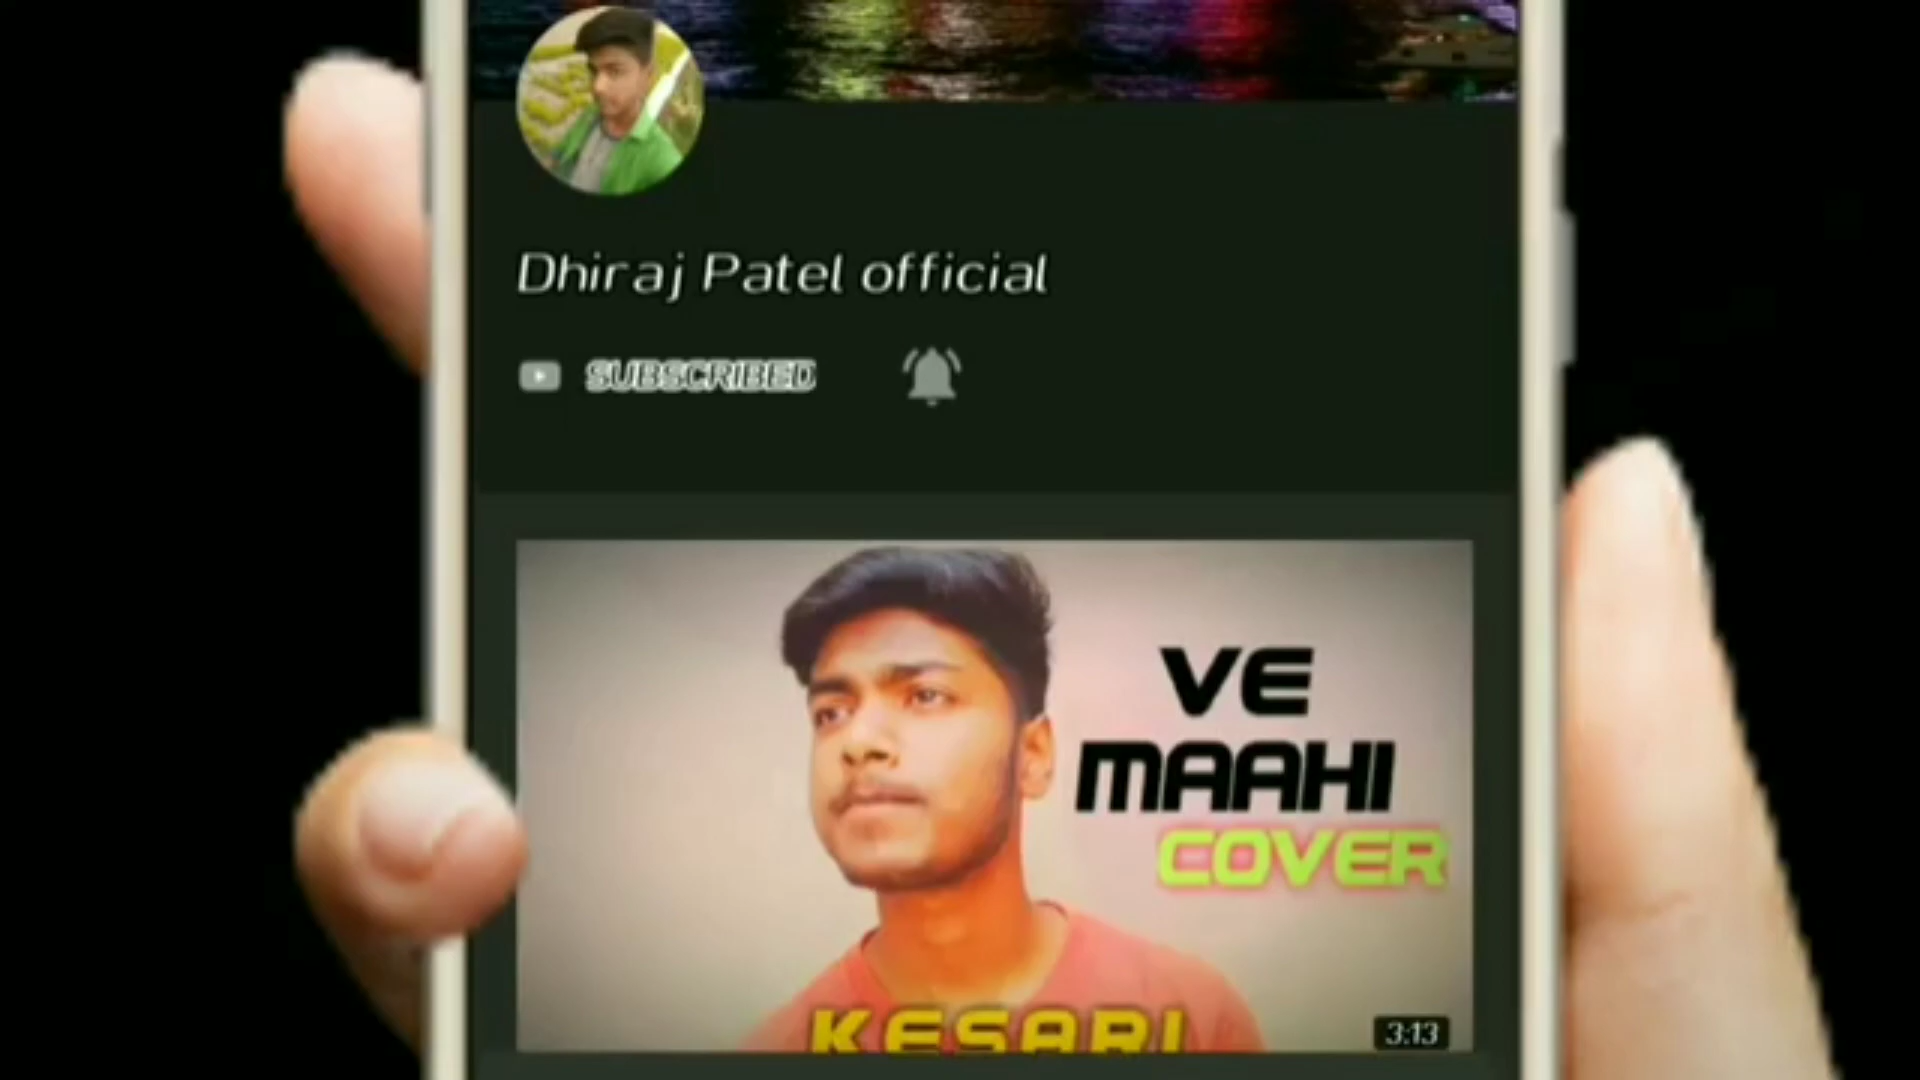 Dhiraj Patel official
SUBSCRIBED
VE
MAAHI
COVER
KESARI
3:13